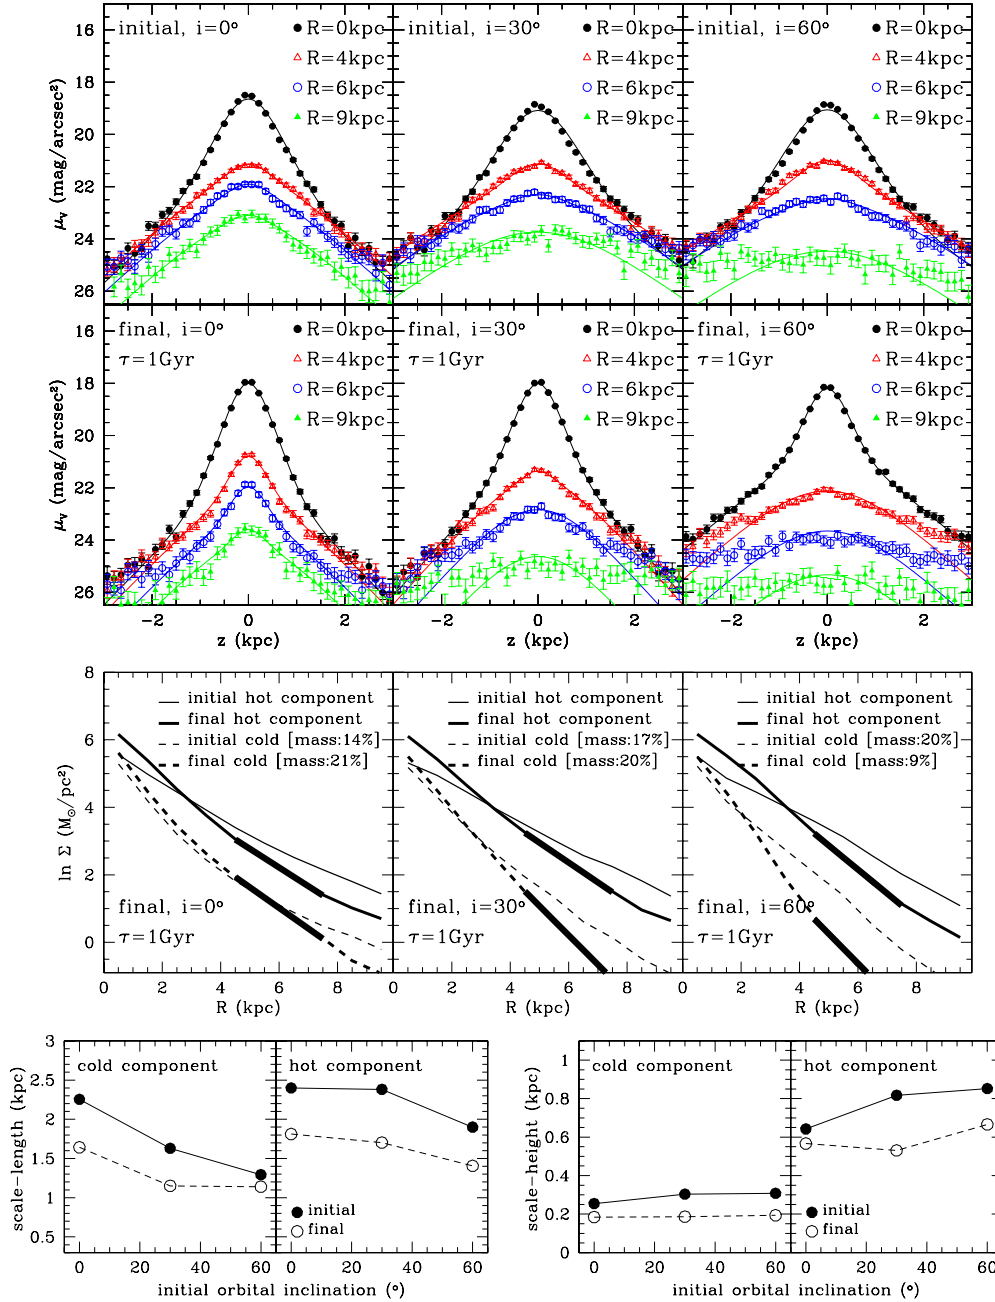 initial, i=0° R=0kpc R=4kpc R=6kpc R=9kpc
initial, i=30° R=0kpc R=4kpc R=6kpc R=9kpc
initial, i=60° R=0kpc R=4kpc R=6kpc R=9kpc
16 18 20 22 24 26
μᵥ (mag/arcsec²)
final, i=0° R=0kpc
τ=1Gyr R=4kpc
R=6kpc
R=9kpc
final, i=30° R=0kpc
τ=1Gyr R=4kpc
R=6kpc
R=9kpc
final, i=60° R=0kpc
τ=1Gyr R=4kpc
R=6kpc
R=9kpc
16 18 20 22 24 26
μᵥ (mag/arcsec²)
−2 0 2 −2 0 2 −2 0 2
z (kpc) z (kpc) z (kpc)
8 6 4 2 0
ln Σ (M⊙/pc²)
initial hot component
final hot component
initial cold [mass:14%]
final cold [mass:21%]
final, i=0°
τ=1Gyr
initial hot component
final hot component
initial cold [mass:17%]
final cold [mass:20%]
final, i=30°
τ=1Gyr
initial hot component
final hot component
initial cold [mass:20%]
final cold [mass:9%]
final, i=60°
τ=1Gyr
0 2 4 6 8 0 2 4 6 8 0 2 4 6 8
R (kpc) R (kpc) R (kpc)
3 2.5 2 1.5 1 0.5
scale−length (kpc)
cold component
hot component
initial
final
0 20 40 60 0 20 40 60
initial orbital inclination (°)
1 0.8 0.6 0.4 0.2 0
scale−height (kpc)
cold component
hot component
initial
final
0 20 40 60 0 20 40 60
initial orbital inclination (°)